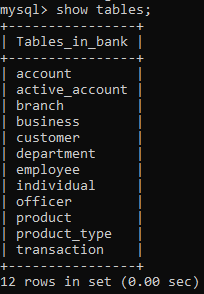 mysql> show tables;
+----------------+
| Tables_in_bank |
+----------------+
| account        |
| active_account |
| branch         |
| business       |
| customer       |
| department     |
| employee       |
| individual     |
| officer        |
| product        |
| product_type   |
| transaction    |
+----------------+
12 rows in set (0.00 sec)